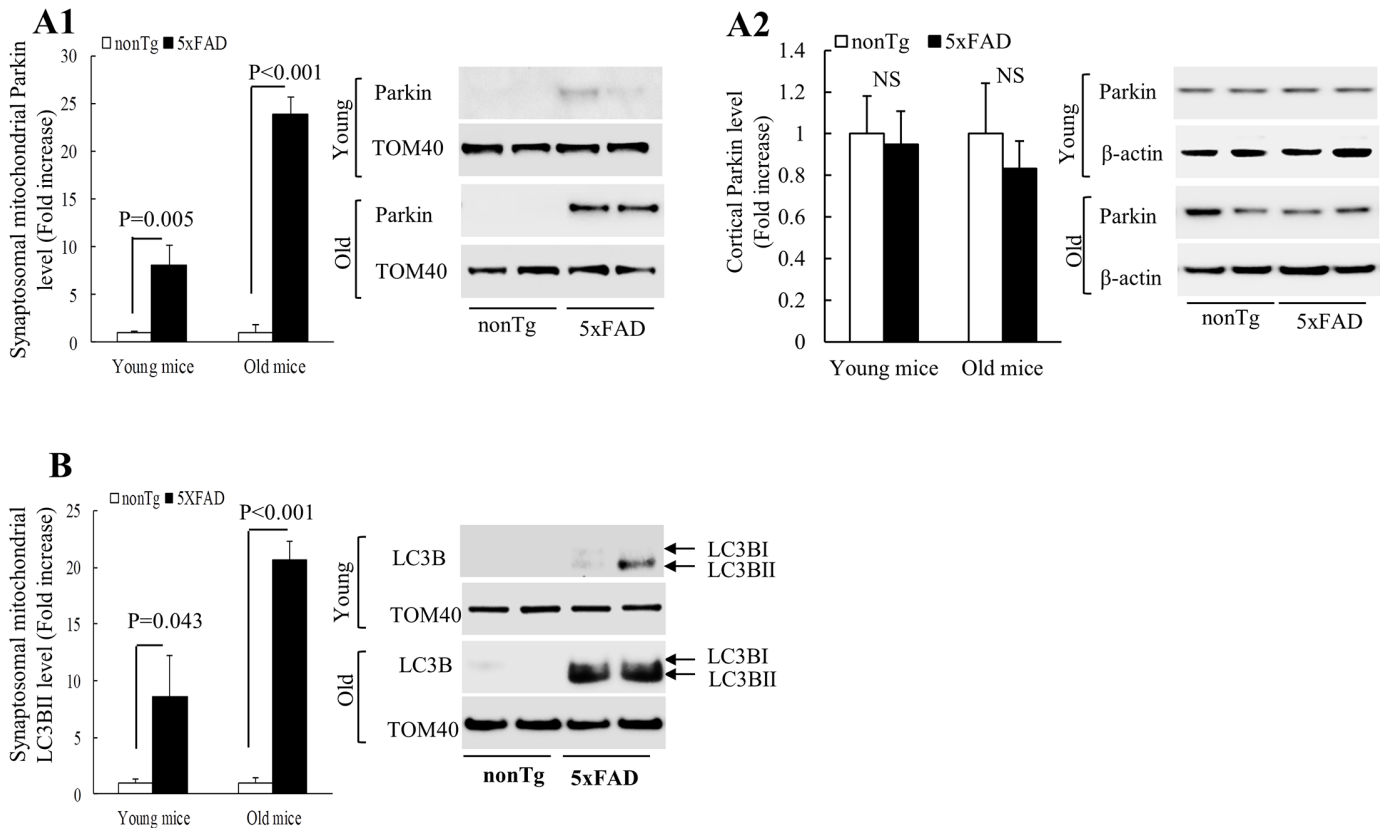 A1
nonTg 5xFAD
Synaptosomal mitochondrial Parkin
level (Fold increase)
30
25
20
15
10
5
0
P=0.005
P<0.001
Young mice
Old mice
Young
Parkin
TOM40
Old
Parkin
TOM40
nonTg
5xFAD
A2
nonTg 5xFAD
Cortical Parkin level
(Fold increase)
1.4
1.2
1
0.8
0.6
0.4
0.2
0
NS
NS
Young mice
Old mice
Young
Parkin
β-actin
Old
Parkin
β-actin
nonTg
5xFAD
B
nonTg 5XFAD
Synaptosomal mitochondrial
LC3BII level (Fold increase)
25
20
15
10
5
0
P=0.043
P<0.001
Young mice
Old mice
Young
LC3B
LC3BI
LC3BII
TOM40
Old
LC3B
LC3BI
LC3BII
TOM40
nonTg
5xFAD